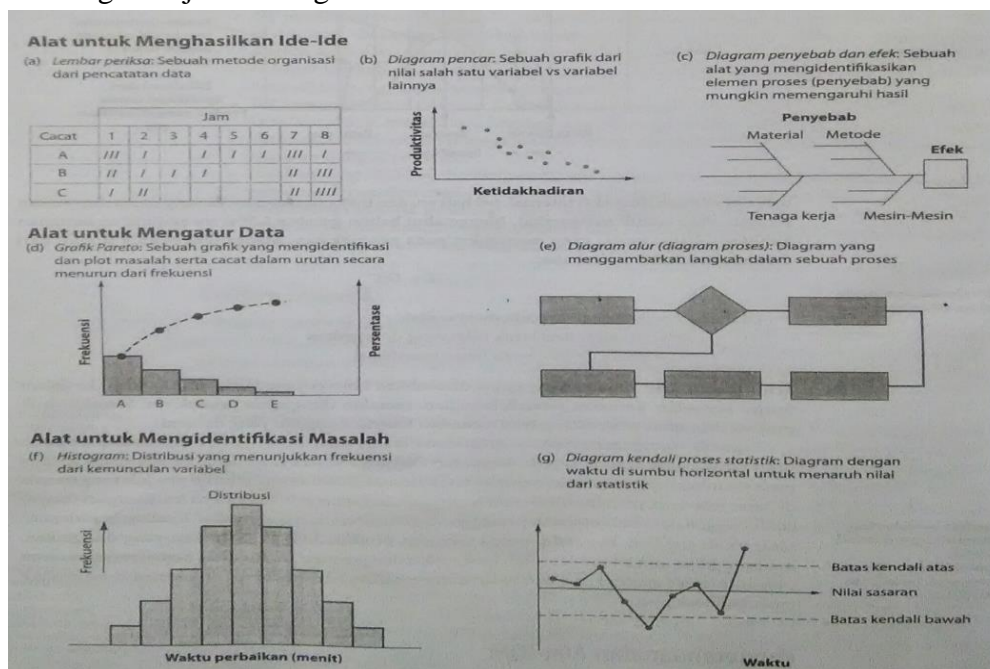 Alat untuk Menghasilkan Ide-Ide
(a) Lembar periksa: Sebuah metode organisasi
dari pencatatan data
Jam
Cacat 1 2 3 4 5 6 7 8
A /// / / / / /// /
B // / / / // ///
C / // // ////
(b) Diagram pencar: Sebuah grafik dari
nilai salah satu variabel vs variabel
lainnya
Produktivitas
Ketidakhadiran
(c) Diagram penyebab dan efek: Sebuah
alat yang mengidentifikasikan
elemen proses (penyebab) yang
mungkin memengaruhi hasil
Penyebab
Material Metode
Efek
Tenaga kerja Mesin-Mesin
Alat untuk Mengatur Data
(d) Grafik Pareto: Sebuah grafik yang mengidentifikasi
dan plot masalah serta cacat dalam urutan secara
menurun dari frekuensi
Frekuensi
Persentase
A B C D E
(e) Diagram alur (diagram proses): Diagram yang
menggambarkan langkah dalam sebuah proses
Alat untuk Mengidentifikasi Masalah
(f) Histogram: Distribusi yang menunjukkan frekuensi
dari kemunculan variabel
Distribusi
Frekuensi
Waktu perbaikan (menit)
(g) Diagram kendali proses statistik: Diagram dengan
waktu di sumbu horizontal untuk menaruh nilai
dari statistik
Batas kendali atas
Nilai sasaran
Batas kendali bawah
Waktu